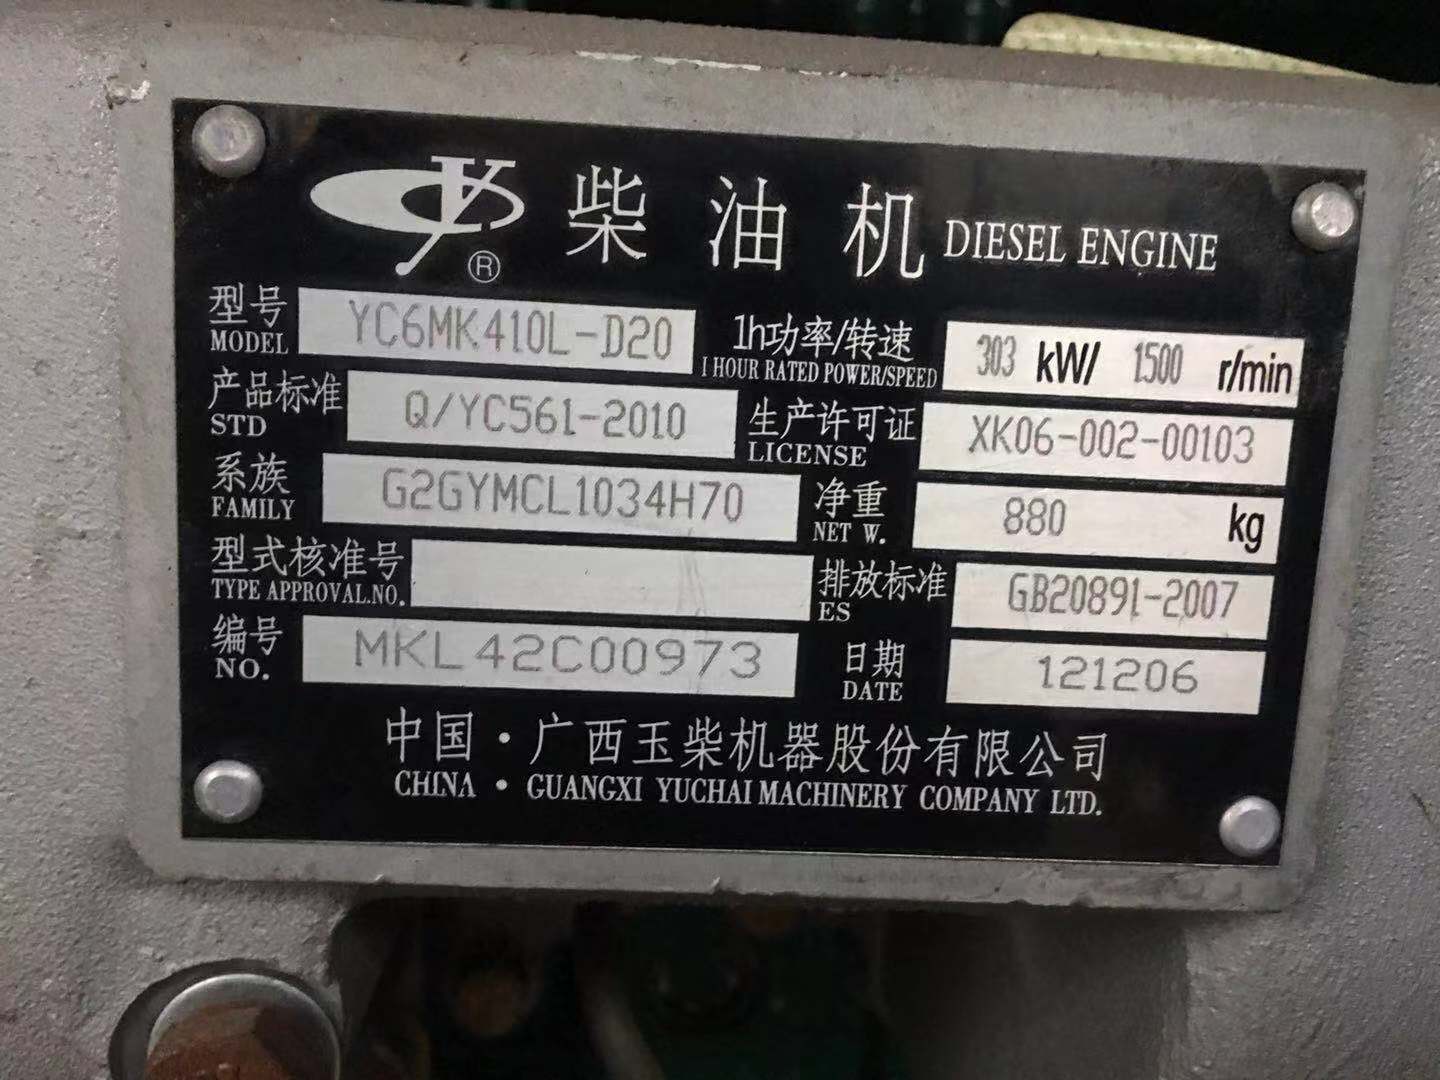 柴油机 DIESEL ENGINE
®
型号 YC6MK410L-D20 1h功率/转速 303 kW/ 1500 r/min
MODEL 1 HOUR RATED POWER/SPEED
产品标准 Q/YC561-2010 生产许可证 XK06-002-00103
STD LICENSE
系族 G2GYMCL1034H70 净重 880 kg
FAMILY NET W.
型式核准号 排放标准 GB20891-2007
TYPE APPROVAL.NO. ES
编号 MKL42C00973 日期 121206
NO. DATE
中国·广西玉柴机器股份有限公司
CHINA · GUANGXI YUCHAI MACHINERY COMPANY LTD.